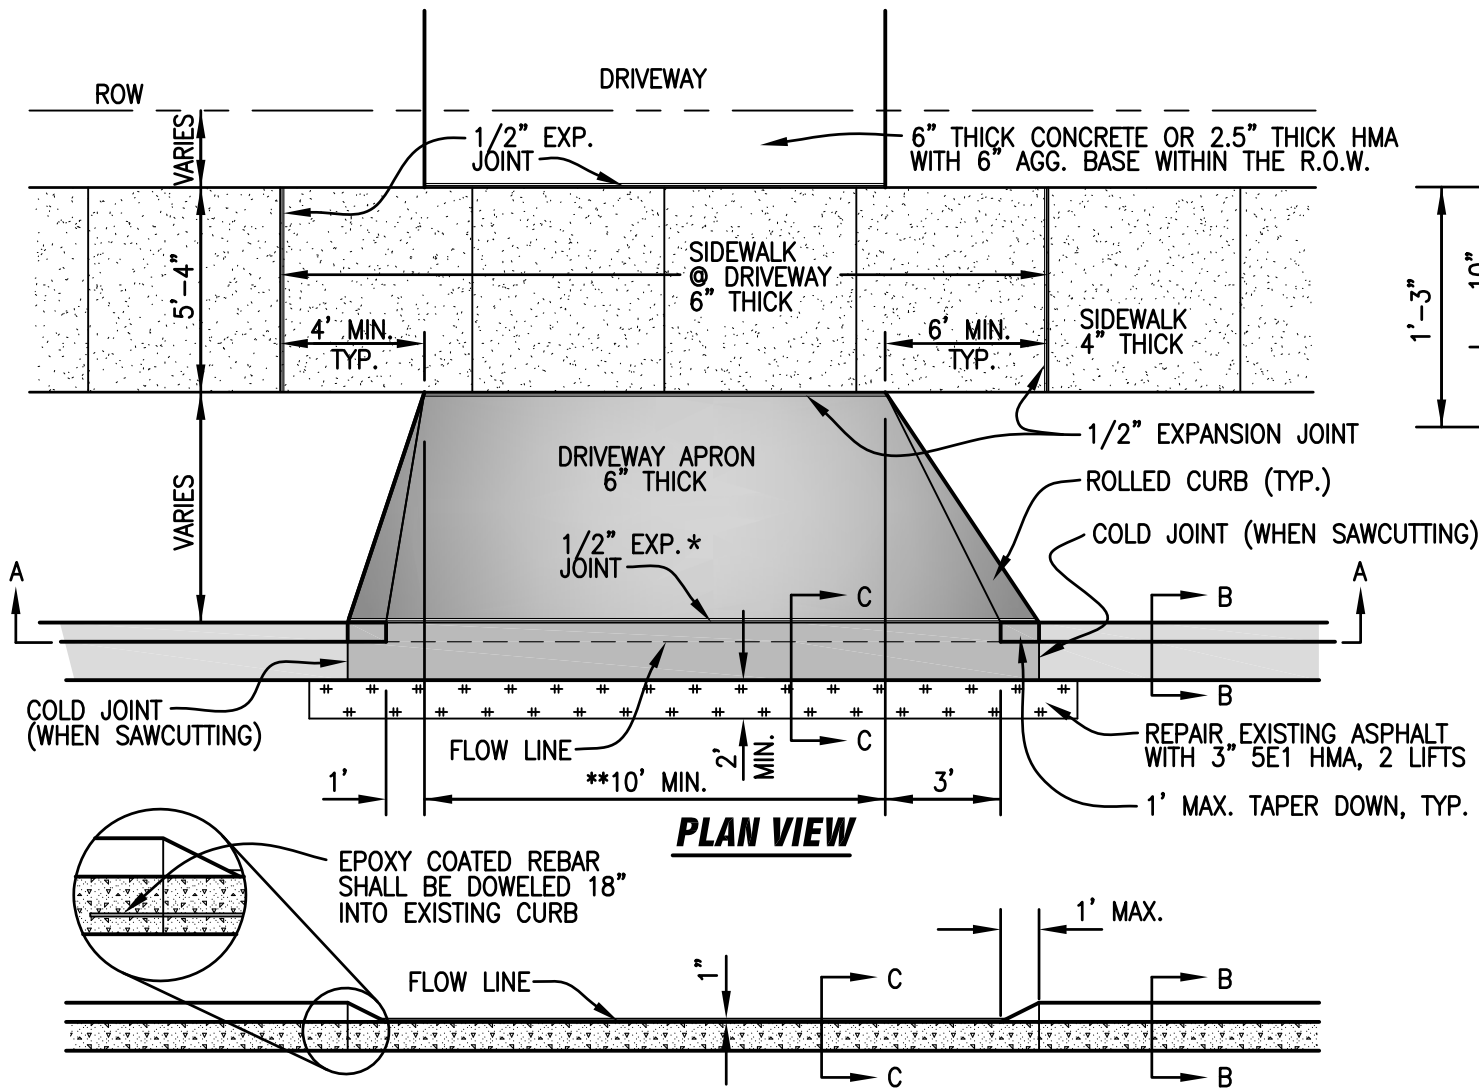 ROW
DRIVEWAY
VARIES
1/2" EXP.
JOINT
6" THICK CONCRETE OR 2.5" THICK HMA
WITH 6" AGG. BASE WITHIN THE R.O.W.
5'-4"
SIDEWALK
@ DRIVEWAY
6" THICK
4' MIN.
TYP.
6' MIN.
TYP.
SIDEWALK
4" THICK
1'-3"
10"
VARIES
DRIVEWAY APRON
6" THICK
1/2" EXPANSION JOINT
ROLLED CURB (TYP.)
1/2" EXP.*
JOINT
COLD JOINT (WHEN SAWCUTTING)
A
A
C
B
C
B
COLD JOINT
(WHEN SAWCUTTING)
FLOW LINE
2'
MIN.
REPAIR EXISTING ASPHALT
WITH 3" 5E1 HMA, 2 LIFTS
1'
**10' MIN.
3'
1' MAX. TAPER DOWN, TYP.
PLAN VIEW
EPOXY COATED REBAR
SHALL BE DOWELED 18"
INTO EXISTING CURB
1' MAX.
FLOW LINE
1"
C
B
C
B